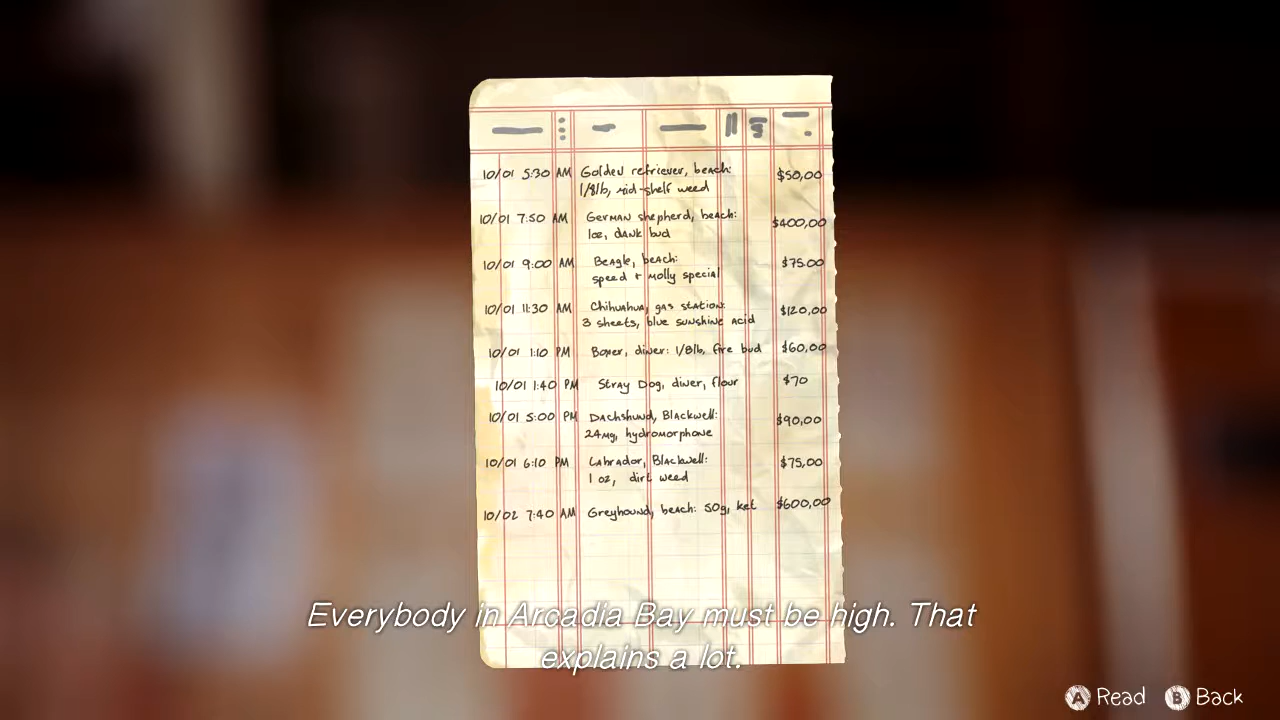 10/01 5:30 AM Golden retriever, beach: $50,00
1/8lb, mid-shelf weed
10/01 7:50 AM German shepherd, beach: $400,00
1oz, dank bud
10/01 9:00 AM Beagle, beach: $75.00
speed + molly special
10/01 11:30 AM Chihuahua, gas station: $120,00
3 sheets, blue sunshine acid
10/01 1:10 PM Boxer, diner: 1/8lb, fire bud $60,00
10/01 1:40 PM Stray Dog, diner, flour $70
10/01 5:00 PM Dachshund, Blackwell: $90,00
24mg, hydromorphone
10/01 6:10 PM Labrador, Blackwell: $75,00
1 oz, dirt weed
10/02 7:40 AM Greyhound, beach: 50g, ket $600,00
Everybody in Arcadia Bay must be high. That
explains a lot.
A Read B Back